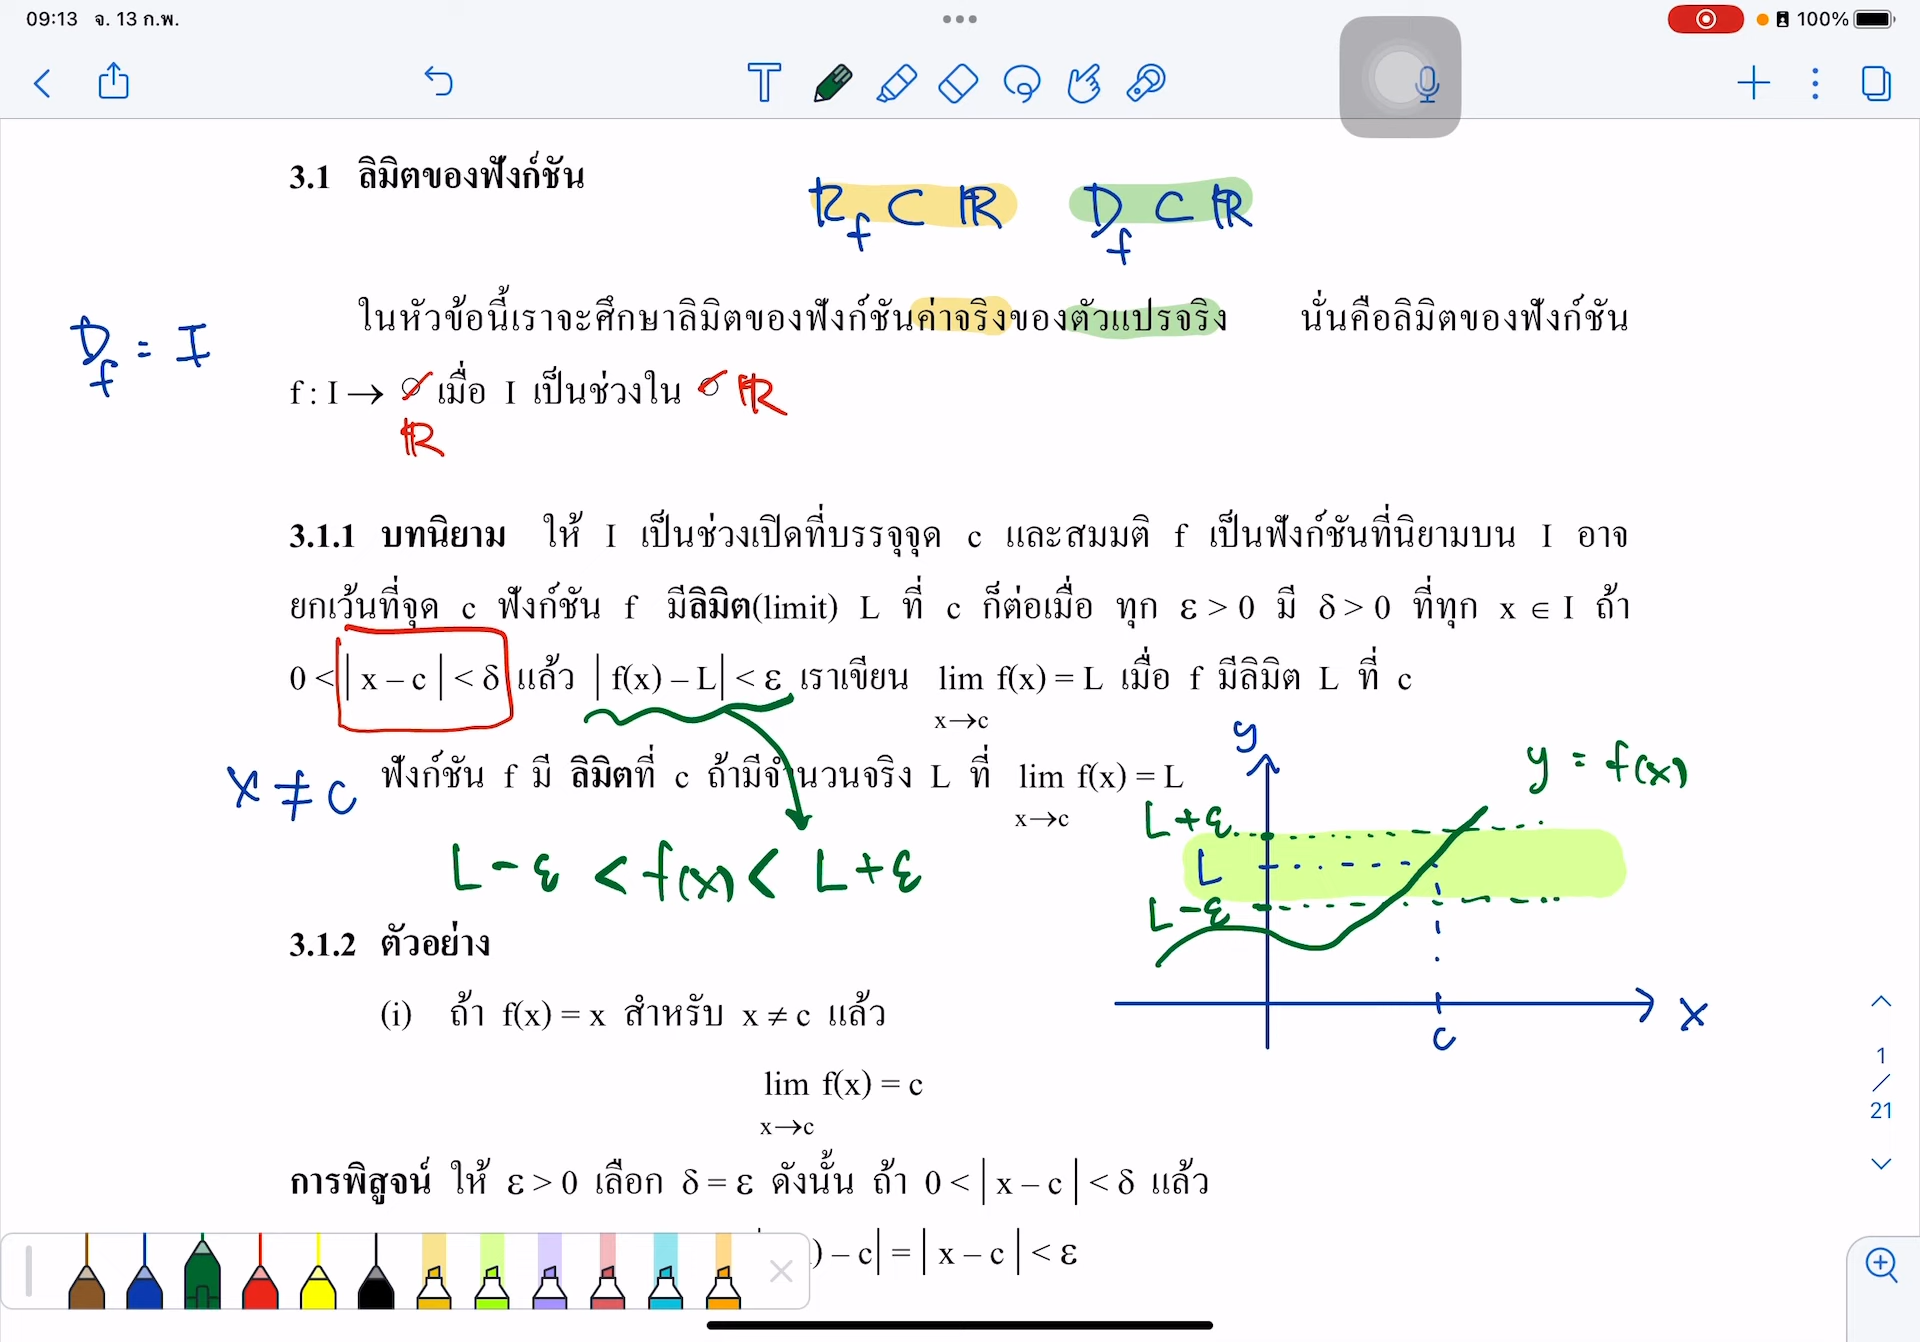 09:13 จ. 13 ก.พ.
100%
3.1 ลิมิตของฟังก์ชัน
R_f ⊂ ℝ D_f ⊂ ℝ
ในหัวข้อนี้เราจะศึกษาลิมิตของฟังก์ชันค่าจริงของตัวแปรจริง นั่นคือลิมิตของฟังก์ชัน
D_f = I
f : I → เมื่อ I เป็นช่วงใน ℝ
ℝ
3.1.1 บทนิยาม ให้ I เป็นช่วงเปิดที่บรรจุจุด c และสมมติ f เป็นฟังก์ชันที่นิยามบน I อาจ
ยกเว้นที่จุด c ฟังก์ชัน f มีลิมิต(limit) L ที่ c ก็ต่อเมื่อ ทุก ε > 0 มี δ > 0 ที่ทุก x ∈ I ถ้า
0 < | x – c | < δ แล้ว | f(x) – L| < ε เราเขียน lim f(x) = L เมื่อ f มีลิมิต L ที่ c
x→c
x ≠ c
ฟังก์ชัน f มี ลิมิตที่ c ถ้ามีจำนวนจริง L ที่ lim f(x) = L
x→c
L - ε < f(x) < L + ε
y
y = f(x)
L + ε
L
L - ε
x
c
3.1.2 ตัวอย่าง
(i) ถ้า f(x) = x สำหรับ x ≠ c แล้ว
lim f(x) = c
x→c
การพิสูจน์ ให้ ε > 0 เลือก δ = ε ดังนั้น ถ้า 0 < | x – c | < δ แล้ว
) – c| = | x – c | < ε
1
/
21